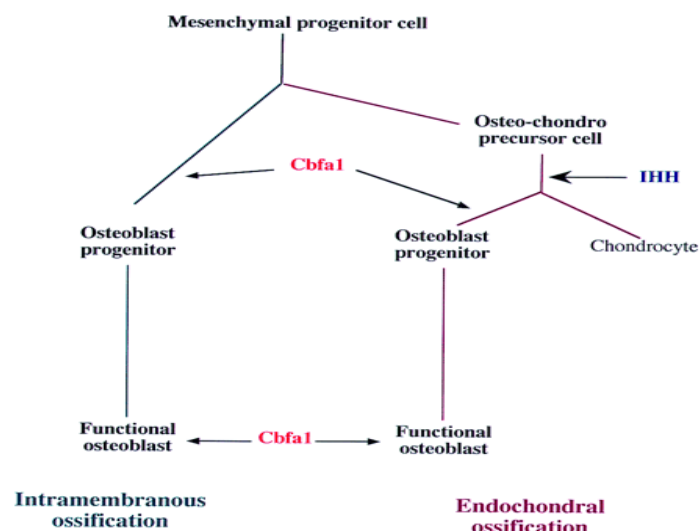 Mesenchymal progenitor cell
Osteo-chondro
precursor cell
Cbfa1
IHH
Osteoblast
progenitor
Osteoblast
progenitor
Chondrocyte
Functional
osteoblast
Cbfa1
Functional
osteoblast
Intramembranous
ossification
Endochondral
ossification